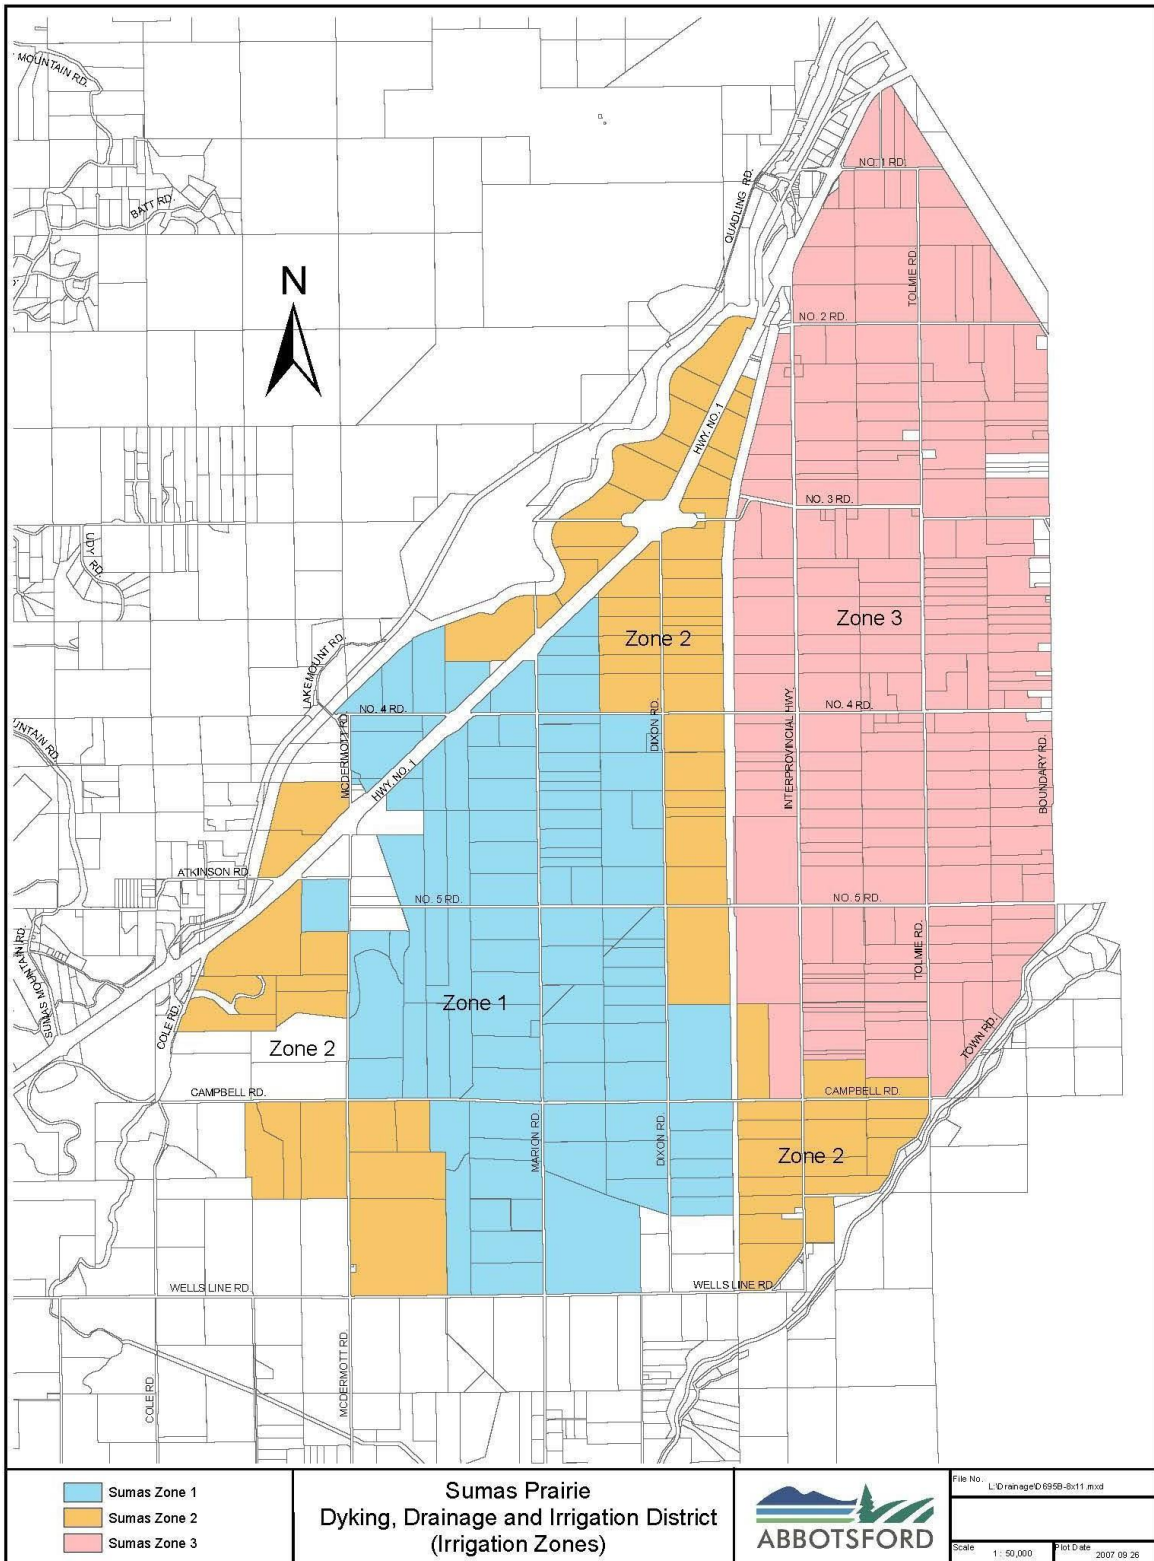 MOUNTAIN RD.
BATT RD.
QUADLING RD.
NO. 1 RD.
N
TOLMIE RD.
NO. 2 RD.
HWY. NO. 1
NO. 3 RD.
UDY RD.
Zone 3
Zone 2
LAKEMOUNT RD.
NO. 4 RD.
NO. 4 RD.
MCDERMOTT RD.
DIXON RD.
INTERPROVINCIAL HWY.
BOUNDARY RD.
UNTAIN RD.
HWY. NO. 1
ATKINSON RD.
NO. 5 RD.
NO. 5 RD.
SUMAS MOUNTAIN RD.
TOLMIE RD.
Zone 1
COLE RD.
Zone 2
TOWN RD.
CAMPBELL RD.
CAMPBELL RD.
MARION RD.
DIXON RD.
Zone 2
WELLS LINE RD.
WELLS LINE RD.
COLE RD.
MCDERMOTT RD.
Sumas Zone 1
Sumas Zone 2
Sumas Zone 3
Sumas Prairie
Dyking, Drainage and Irrigation District
(Irrigation Zones)
ABBOTSFORD
File No.
L:\Drainage\D695B-8x11.mxd
Scale
1 : 50,000
Plot Date
2007 09 26